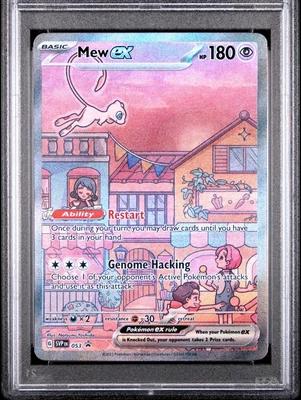 BASIC
Mew ex HP 180
Ability Restart
Once during your turn, you may draw cards until you have
3 cards in your hand.
Genome Hacking
Choose 1 of your opponent's Active Pokémon's attacks
and use it as this attack.
weakness ×2 resistance -30 retreat
Pokémon ex rule
When your Pokémon ex
is Knocked Out, your opponent takes 2 Prize cards.
SVP EN 053